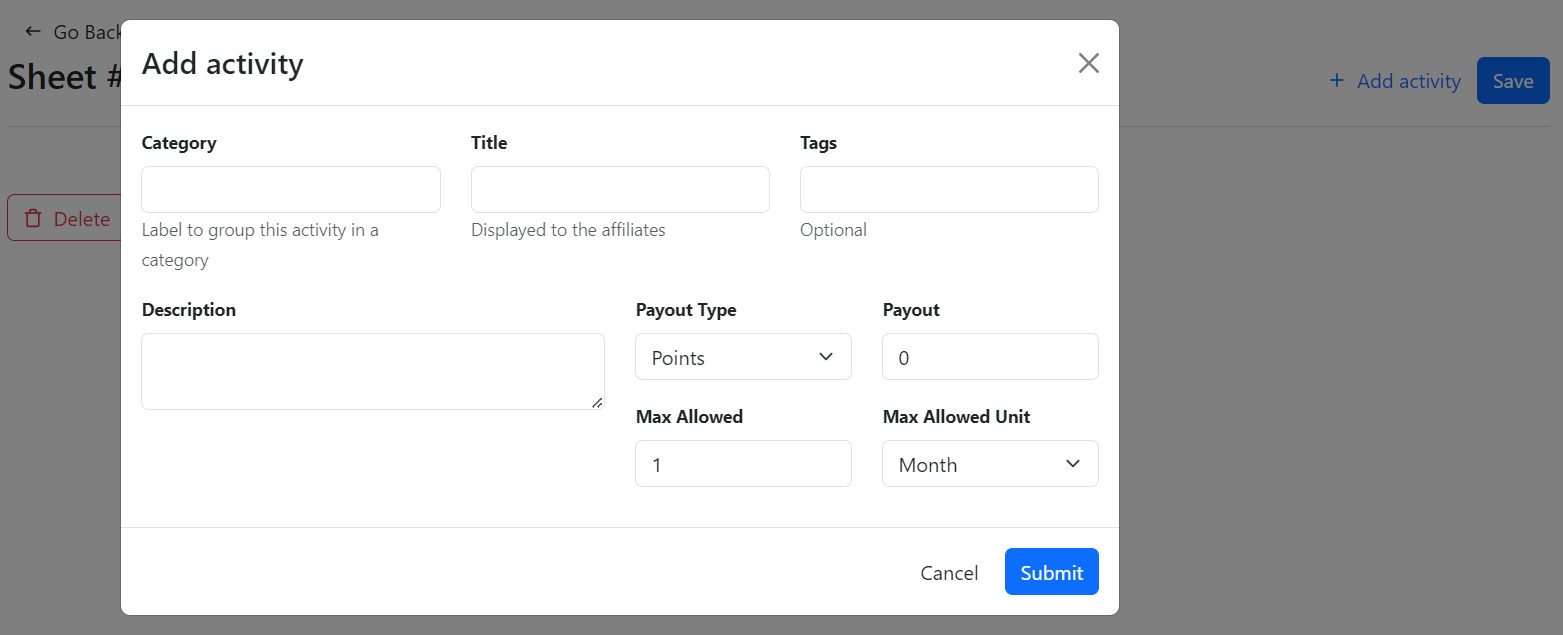 Go Back
Sheet #
Add activity
Save
Delete
Add activity
Category
Title
Tags
Label to group this activity in a
category
Displayed to the affiliates
Optional
Description
Payout Type
Payout
Points
0
Max Allowed
Max Allowed Unit
1
Month
Cancel
Submit